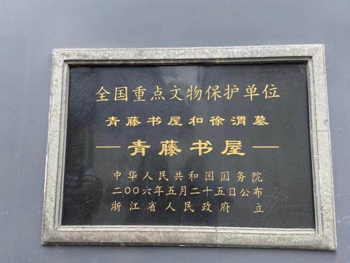 全国重点文物保护单位
青藤书屋和徐渭墓
—青藤书屋—
中华人民共和国国务院
二〇〇六年五月二十五日公布
浙江省人民政府 立